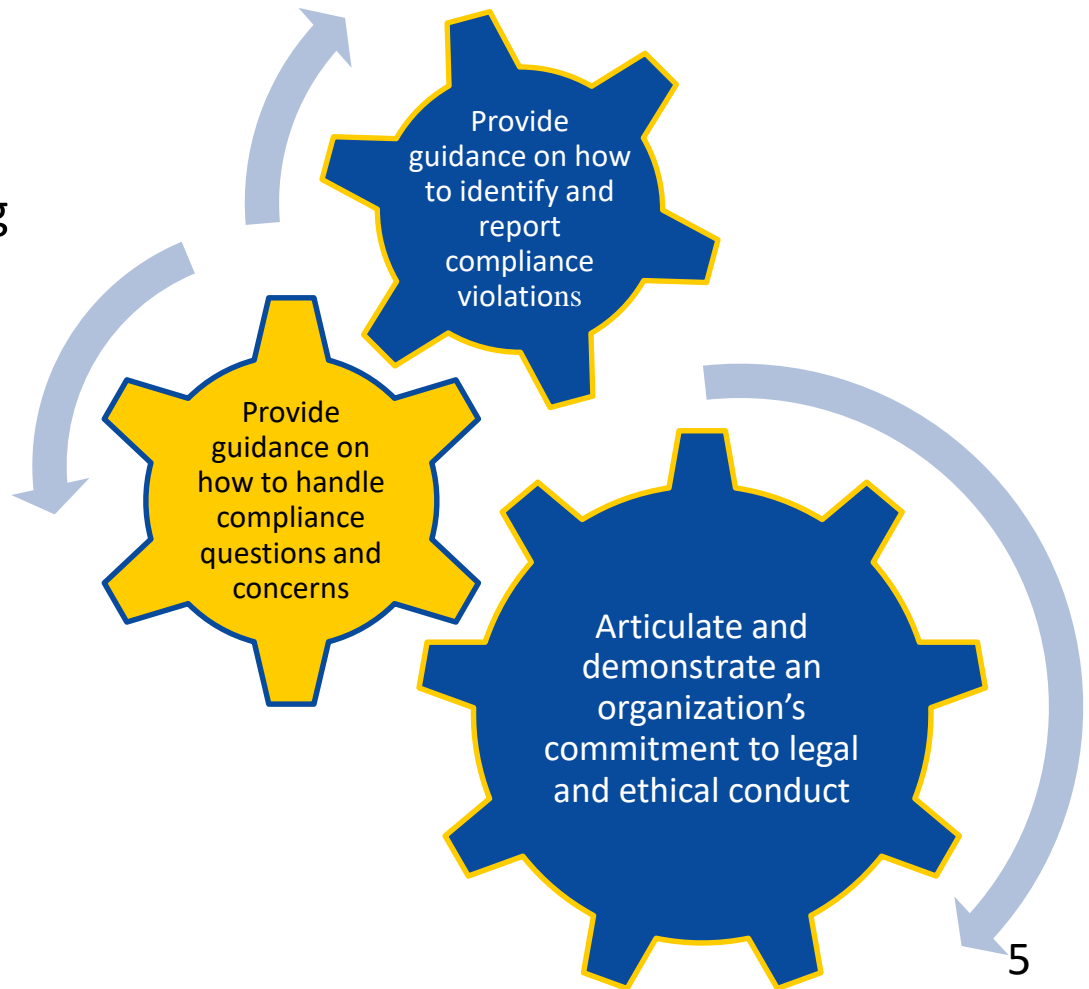 Provide
guidance on how
to identify and
report
compliance
violations
g
Provide
guidance on
how to handle
compliance
questions and
concerns
Articulate and
demonstrate an
organization’s
commitment to legal
and ethical conduct
5